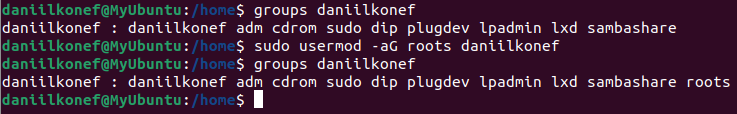 daniilkonef@MyUbuntu:/home$ groups daniilkonef
daniilkonef : daniilkonef adm cdrom sudo dip plugdev lpadmin lxd sambashare
daniilkonef@MyUbuntu:/home$ sudo usermod -aG roots daniilkonef
daniilkonef@MyUbuntu:/home$ groups daniilkonef
daniilkonef : daniilkonef adm cdrom sudo dip plugdev lpadmin lxd sambashare roots
daniilkonef@MyUbuntu:/home$